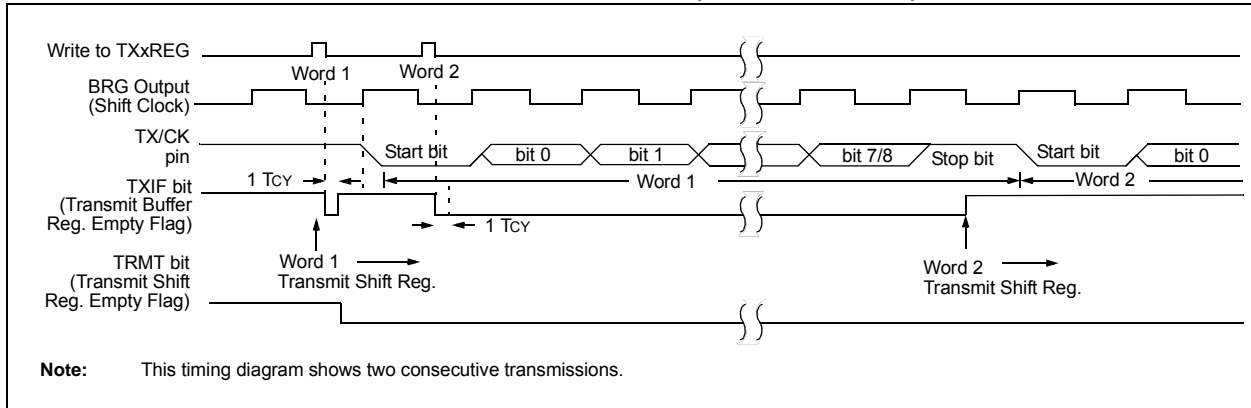 Write to TXxREG
Word 1
Word 2
BRG Output
(Shift Clock)
TX/CK
pin
Start bit
bit 0
bit 1
bit 7/8
Stop bit
Start bit
bit 0
1 TCY
Word 1
Word 2
TXIF bit
(Transmit Buffer
Reg. Empty Flag)
1 TCY
Word 1
Transmit Shift Reg.
Word 2
Transmit Shift Reg.
TRMT bit
(Transmit Shift
Reg. Empty Flag)
Note: This timing diagram shows two consecutive transmissions.